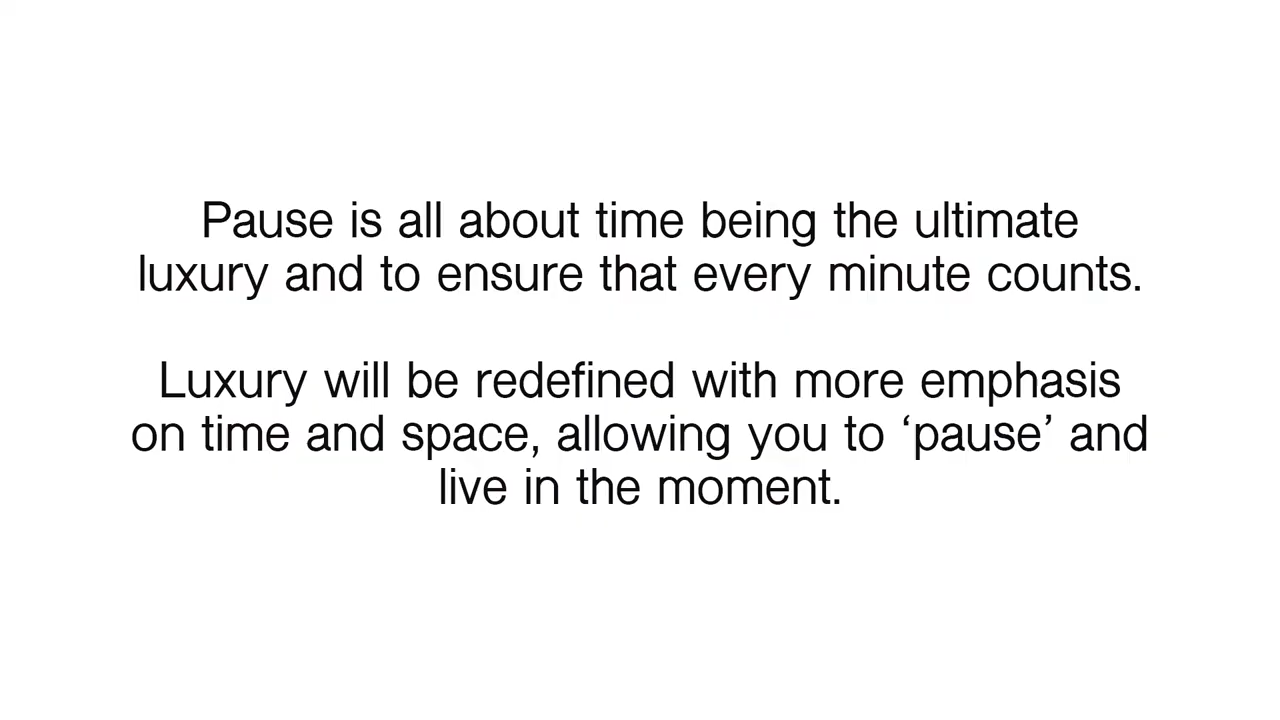 Pause is all about time being the ultimate
luxury and to ensure that every minute counts.
Luxury will be redefined with more emphasis
on time and space, allowing you to ‘pause’ and
live in the moment.